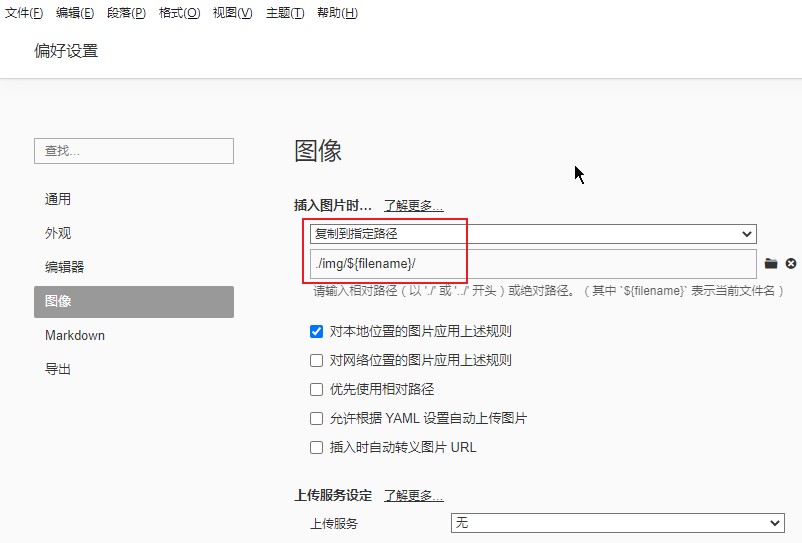 文件(F) 编辑(E) 段落(P) 格式(O) 视图(V) 主题(T) 帮助(H)
偏好设置
查找...
通用
外观
编辑器
图像
Markdown
导出
图像
插入图片时... 了解更多...
复制到指定路径
./img/${filename}/
请输入相对路径（以 './' 或 '../' 开头）或绝对路径。（其中 `${filename}` 表示当前文件名）
对本地位置的图片应用上述规则
对网络位置的图片应用上述规则
优先使用相对路径
允许根据 YAML 设置自动上传图片
插入时自动转义图片 URL
上传服务设定 了解更多...
上传服务 无